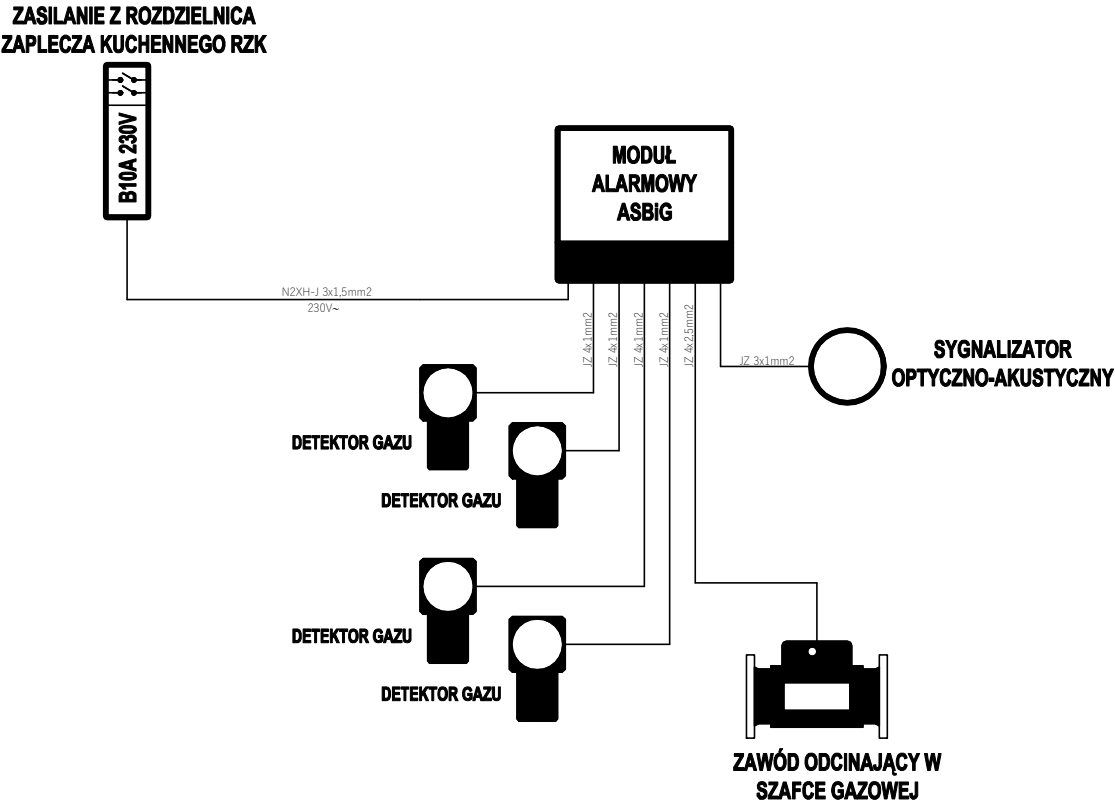 ZASILANIE Z ROZDZIELNICA
ZAPLECZA KUCHENNEGO RZK
B10A 230V
MODUŁ
ALARMOWY
ASBiG
N2XH-J 3x1,5mm2
230V~
JZ 4x1mm2
JZ 4x1mm2
JZ 4x1mm2
JZ 4x1mm2
JZ 4x2,5mm2
JZ 3x1mm2
SYGNALIZATOR
OPTYCZNO-AKUSTYCZNY
DETEKTOR GAZU
DETEKTOR GAZU
DETEKTOR GAZU
DETEKTOR GAZU
ZAWÓD ODCINAJĄCY W
SZAFCE GAZOWEJ